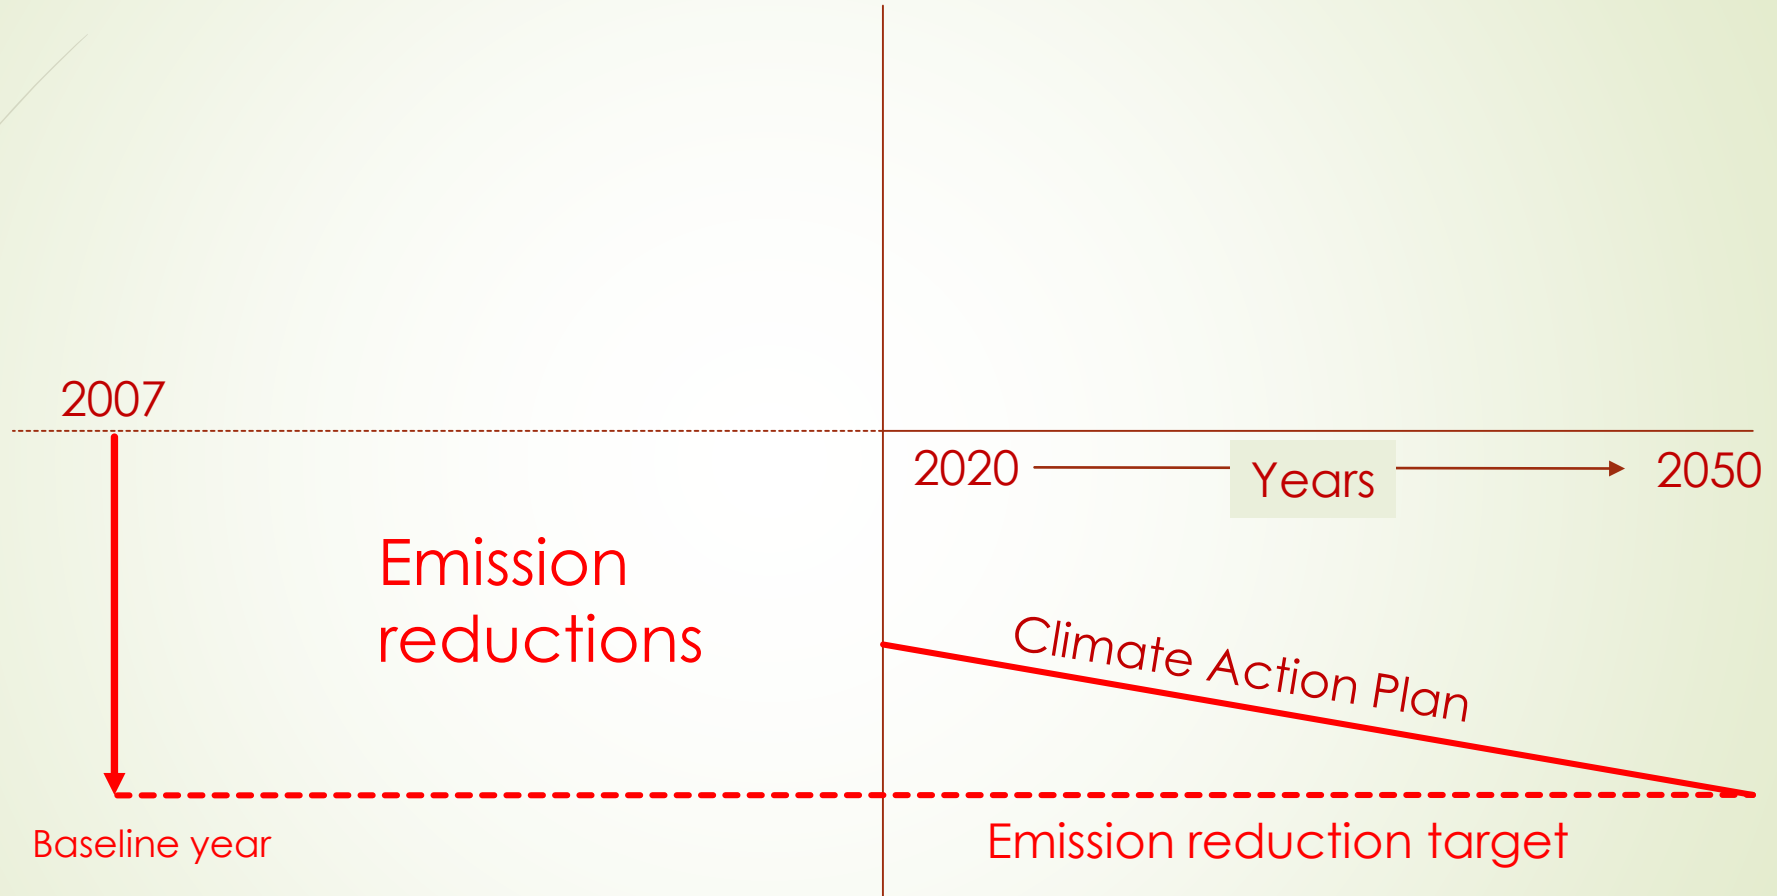 2007
2020
Years
2050
Emission
reductions
Climate Action Plan
Baseline year
Emission reduction target